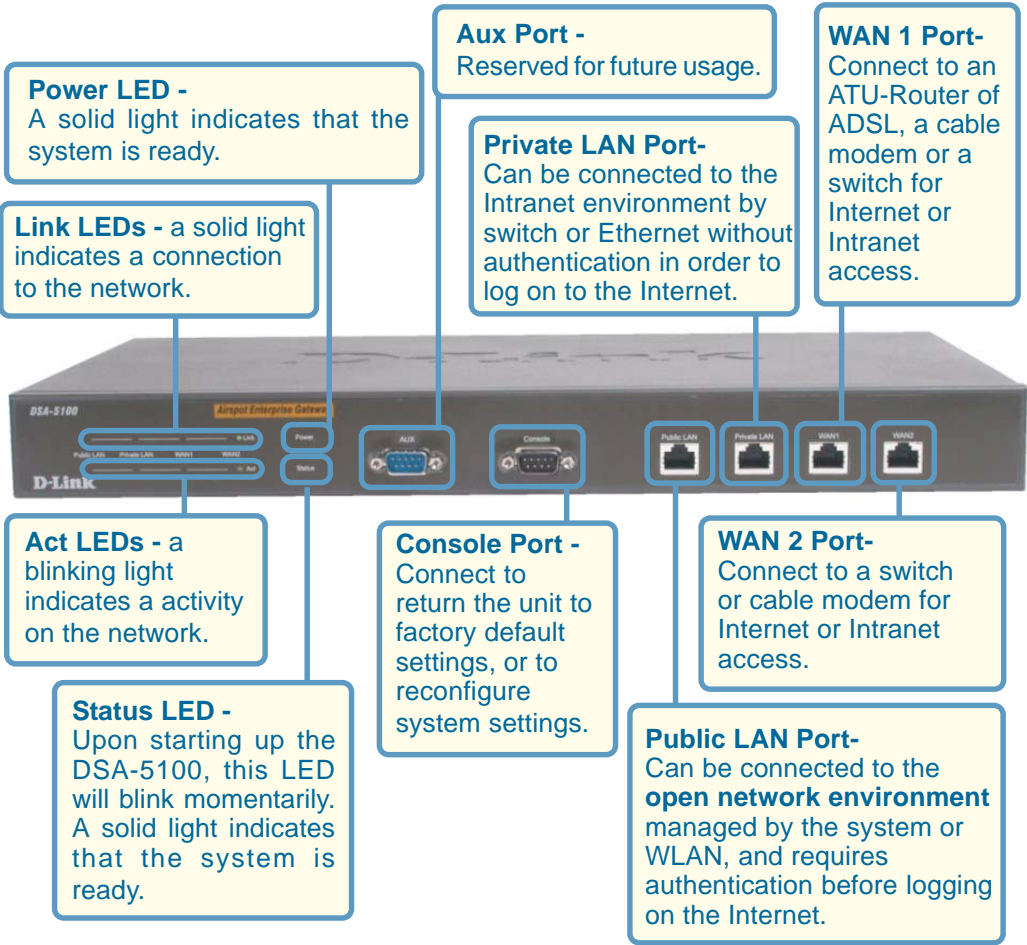 Aux Port -
Reserved for future usage.
WAN 1 Port-
Connect to an
ATU-Router of
ADSL, a cable
modem or a
switch for
Internet or
Intranet
access.
Power LED -
A solid light indicates that the
system is ready.
Private LAN Port-
Can be connected to the
Intranet environment by
switch or Ethernet without
authentication in order to
log on to the Internet.
Link LEDs - a solid light
indicates a connection
to the network.
D-Link
DSA-5100
Airspot Enterprise Gateway
Link
Power
Public LAN Private LAN WAN1 WAN2
Act
Status
D-Link
AUX
Console
Public LAN
Private LAN
WAN1
WAN2
Act LEDs - a
blinking light
indicates a activity
on the network.
Console Port -
Connect to
return the unit to
factory default
settings, or to
reconfigure
system settings.
WAN 2 Port-
Connect to a switch
or cable modem for
Internet or Intranet
access.
Status LED -
Upon starting up the
DSA-5100, this LED
will blink momentarily.
A solid light indicates
that the system is
ready.
Public LAN Port-
Can be connected to the
open network environment
managed by the system or
WLAN, and requires
authentication before logging
on the Internet.